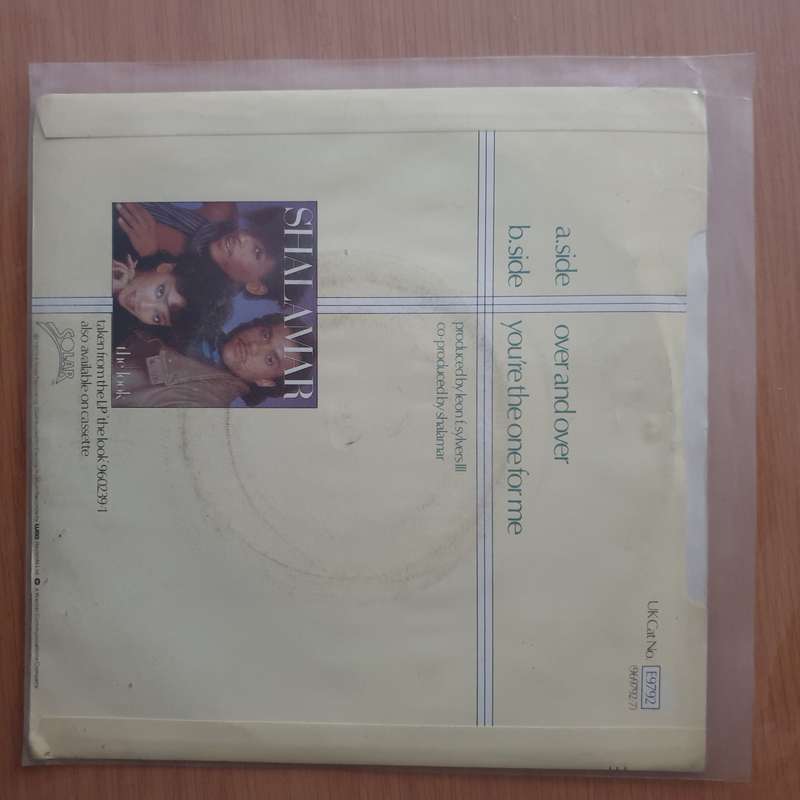 a.side over and over
b.side you're the one for me
produced by leon f. sylvers III
co-produced by shalamar
UK Cat No. E9792
(969792-7)
SHALAMAR
the look
taken from the LP 'the look' 960239-1
also available on cassette
SOLAR